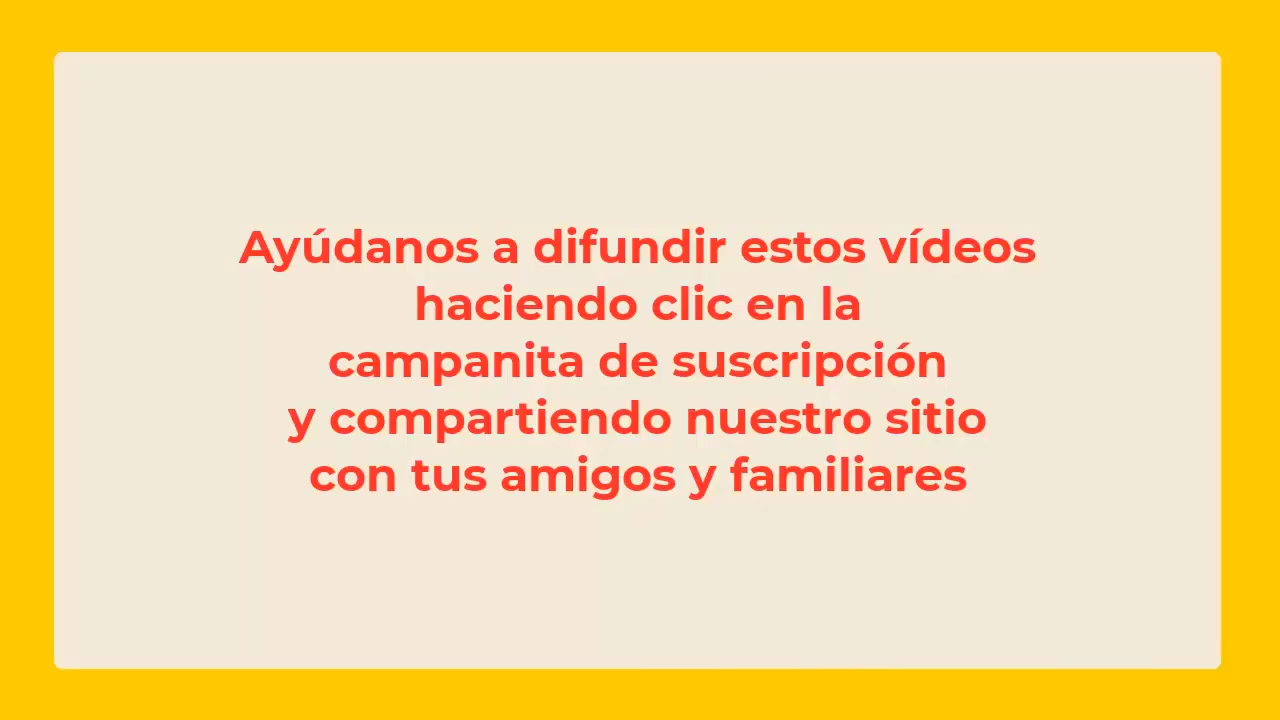 Ayúdanos a difundir estos vídeos
haciendo clic en la
campanita de suscripción
y compartiendo nuestro sitio
con tus amigos y familiares